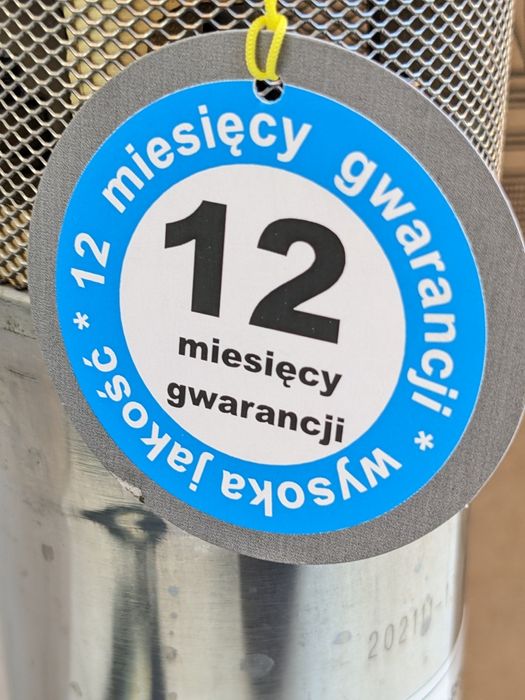 * 12 miesięcy gwarancji * wysoka jakość
12
miesięcy
gwarancji